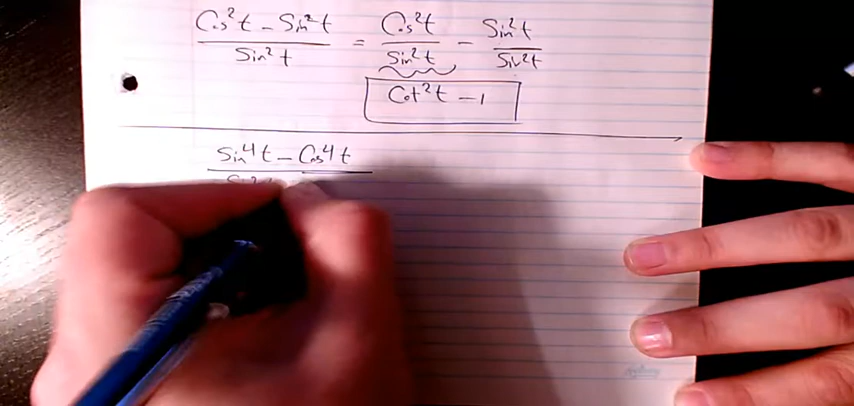 Cos²t - Sin²t / Sin²t = Cos²t / Sin²t - Sin²t / Sin²t
Cot²t - 1
Sin⁴t - Cos⁴t